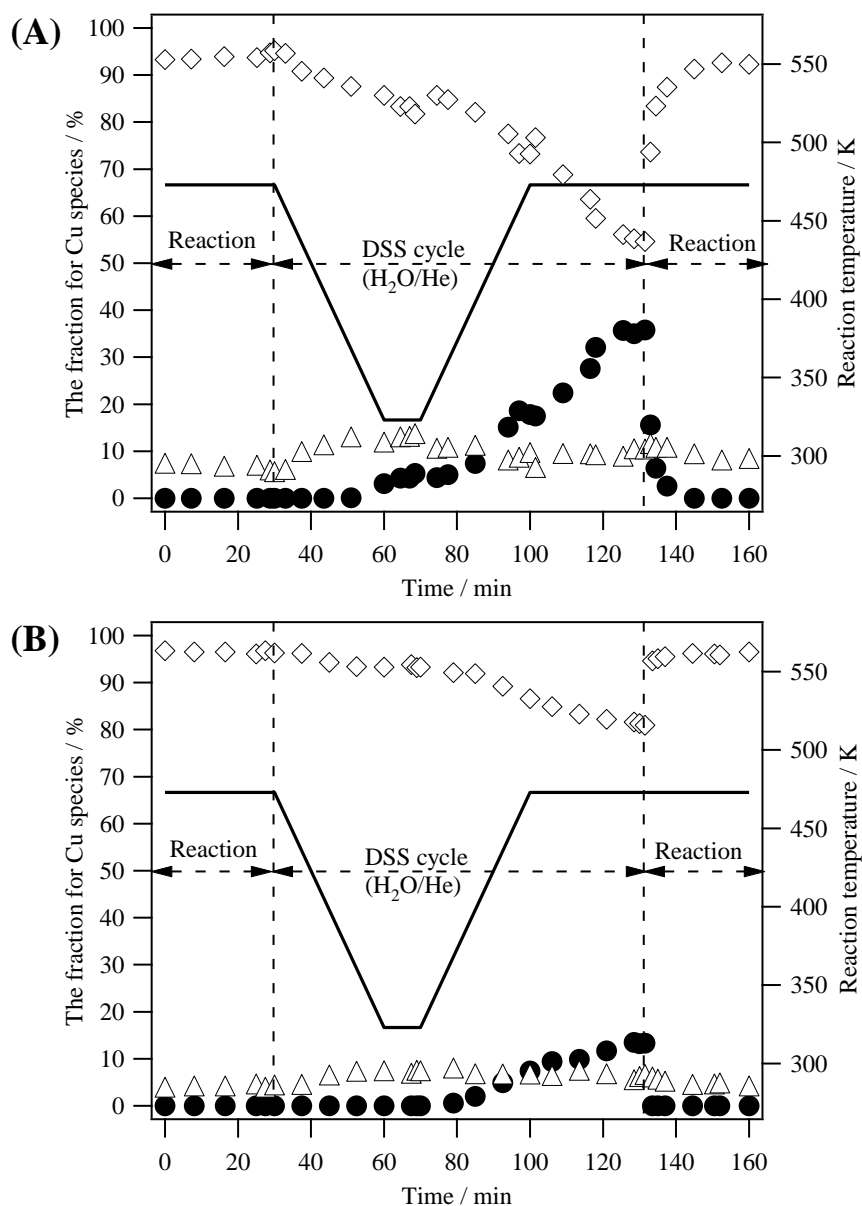 (A)
100
90
80
70
60
50
40
30
20
10
0
The fraction for Cu species / %
550
500
450
400
350
300
Reaction temperature / K
Reaction
DSS cycle
(H₂O/He)
Reaction
0 20 40 60 80 100 120 140 160
Time / min
(B)
100
90
80
70
60
50
40
30
20
10
0
The fraction for Cu species / %
550
500
450
400
350
300
Reaction temperature / K
Reaction
DSS cycle
(H₂O/He)
Reaction
0 20 40 60 80 100 120 140 160
Time / min